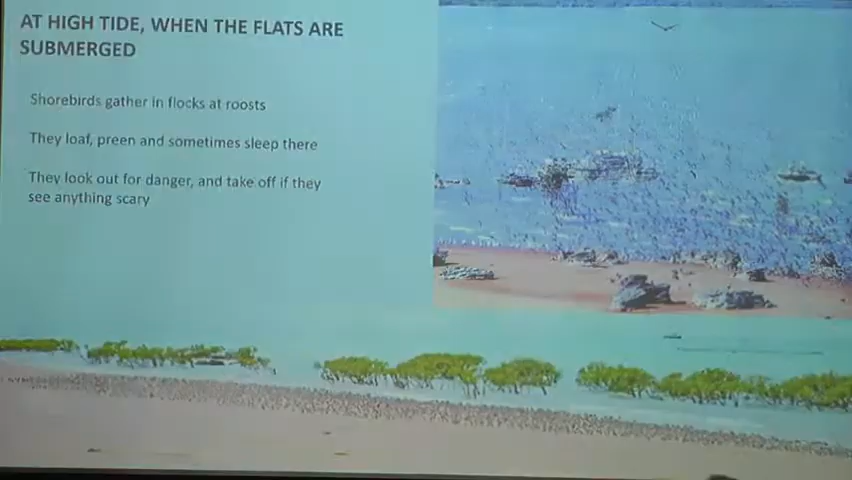 AT HIGH TIDE, WHEN THE FLATS ARE
SUBMERGED
Shorebirds gather in flocks at roosts
They loaf, preen and sometimes sleep there
They look out for danger, and take off if they
see anything scary